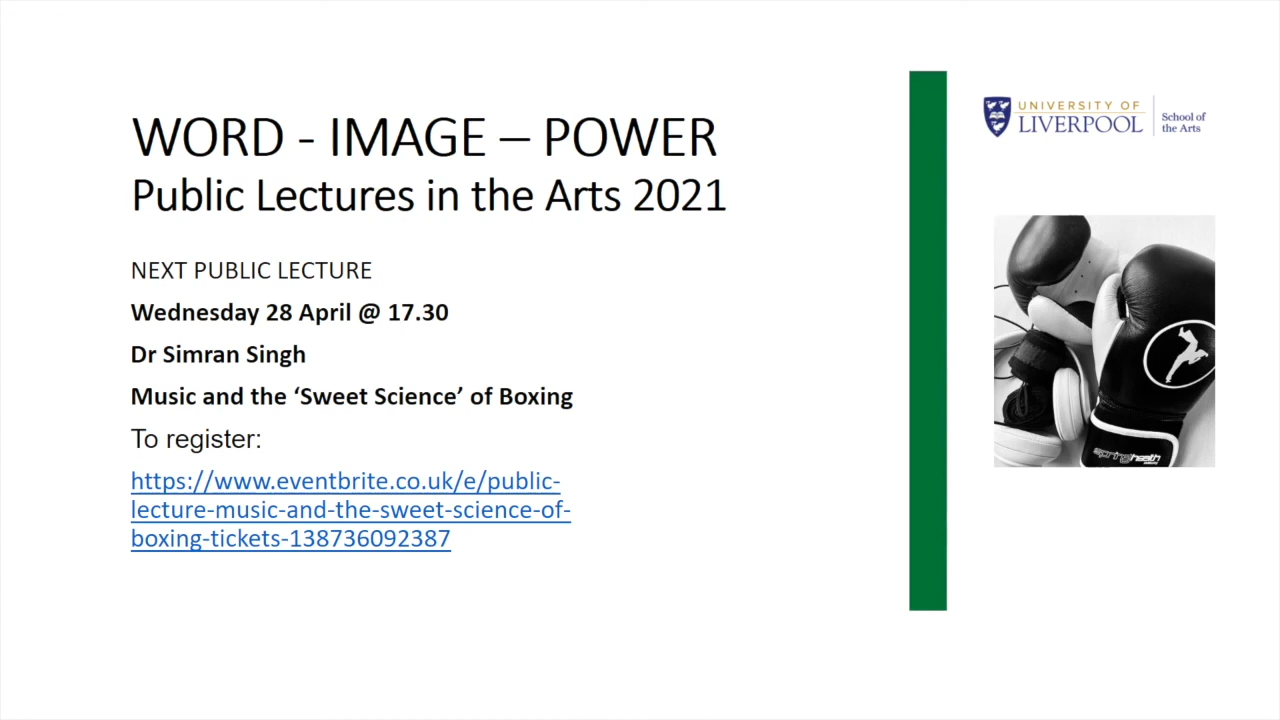 WORD - IMAGE – POWER
Public Lectures in the Arts 2021
NEXT PUBLIC LECTURE
Wednesday 28 April @ 17.30
Dr Simran Singh
Music and the ‘Sweet Science’ of Boxing
To register:
https://www.eventbrite.co.uk/e/public-
lecture-music-and-the-sweet-science-of-
boxing-tickets-138736092387
UNIVERSITY OF
LIVERPOOL
School of
the Arts
springhealth